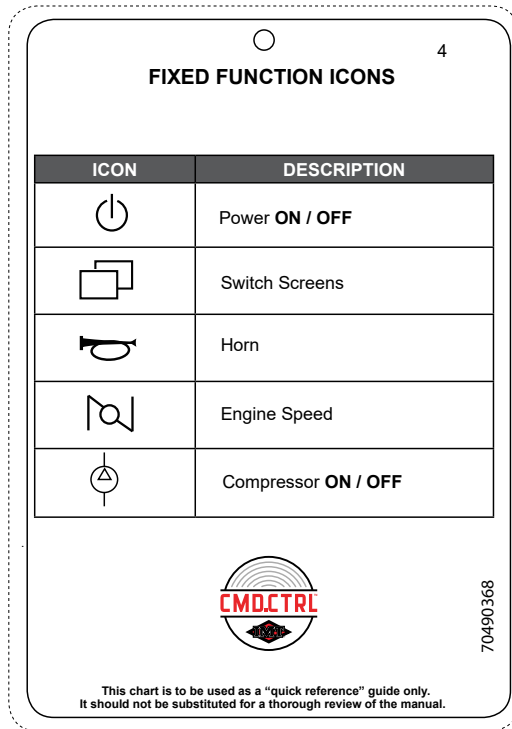 4
FIXED FUNCTION ICONS
ICON DESCRIPTION
Power ON / OFF
Switch Screens
Horn
Engine Speed
Compressor ON / OFF
CMD.CTRL
70490368
This chart is to be used as a “quick reference” guide only.
It should not be substituted for a thorough review of the manual.